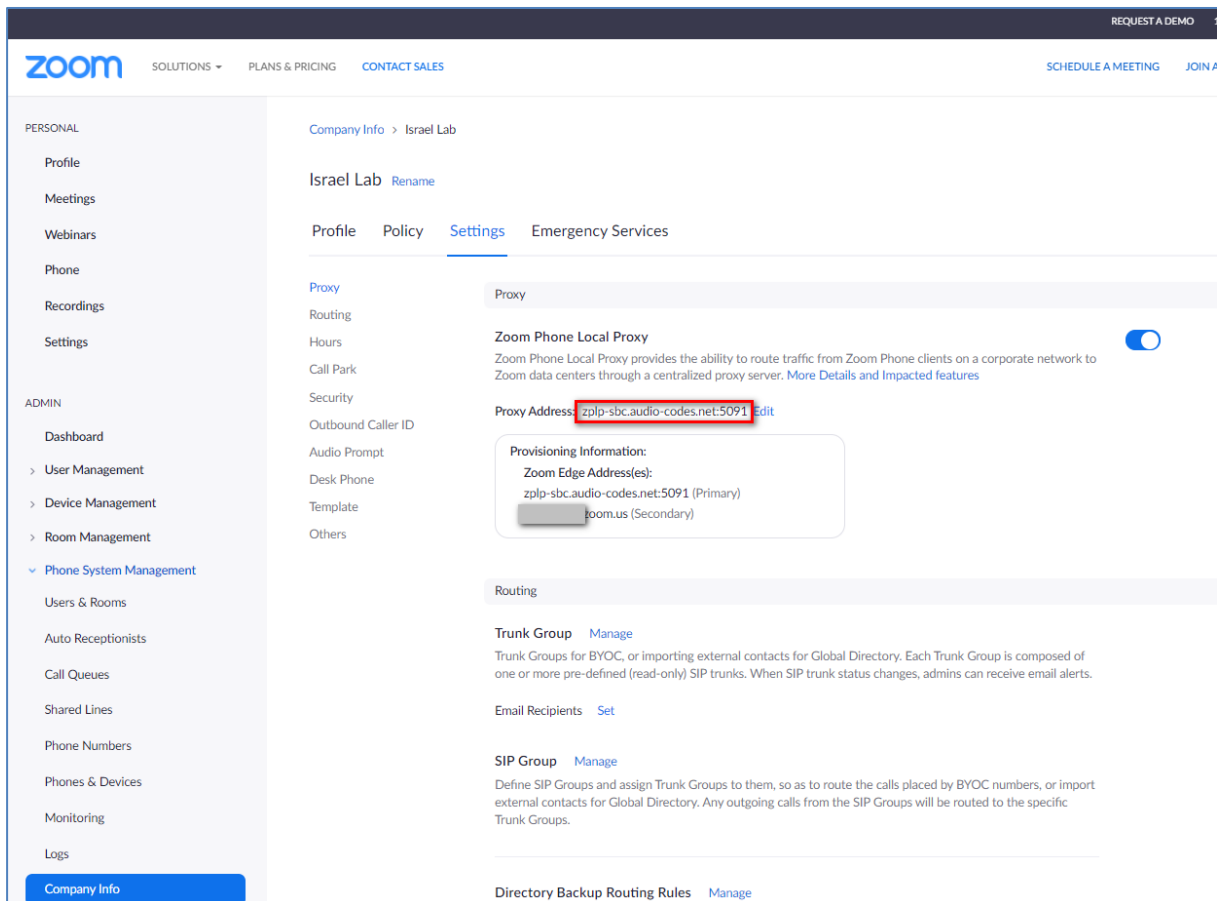 REQUEST A DEMO
zoom
SOLUTIONS
PLANS & PRICING
CONTACT SALES
SCHEDULE A MEETING
JOIN A
PERSONAL
Profile
Meetings
Webinars
Phone
Recordings
Settings
ADMIN
Dashboard
User Management
Device Management
Room Management
Phone System Management
Users & Rooms
Auto Receptionists
Call Queues
Shared Lines
Phone Numbers
Phones & Devices
Monitoring
Logs
Company Info
Company Info > Israel Lab
Israel Lab Rename
Profile Policy Settings Emergency Services
Proxy
Routing
Hours
Call Park
Security
Outbound Caller ID
Audio Prompt
Desk Phone
Template
Others
Proxy
Zoom Phone Local Proxy
Zoom Phone Local Proxy provides the ability to route traffic from Zoom Phone clients on a corporate network to
Zoom data centers through a centralized proxy server. More Details and Impacted features
Proxy Address: zplp-sbc.audio-codes.net:5091 Edit
Provisioning Information:
Zoom Edge Address(es):
zplp-sbc.audio-codes.net:5091 (Primary)
zoom.us (Secondary)
Routing
Trunk Group Manage
Trunk Groups for BYOC, or importing external contacts for Global Directory. Each Trunk Group is composed of
one or more pre-defined (read-only) SIP trunks. When SIP trunk status changes, admins can receive email alerts.
Email Recipients Set
SIP Group Manage
Define SIP Groups and assign Trunk Groups to them, so as to route the calls placed by BYOC numbers, or import
external contacts for Global Directory. Any outgoing calls from the SIP Groups will be routed to the specific
Trunk Groups.
Directory Backup Routing Rules Manage